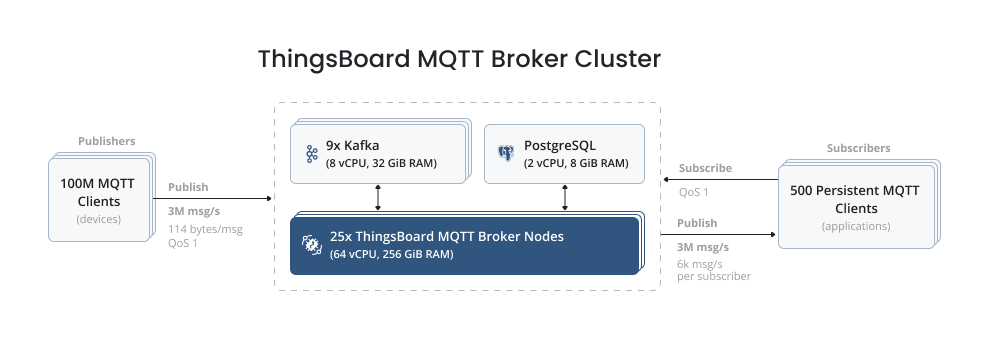 ThingsBoard MQTT Broker Cluster
Publishers
100M MQTT
Clients
(devices)
Publish
3M msg/s
114 bytes/msg
QoS 1
9x Kafka
(8 vCPU, 32 GiB RAM)
PostgreSQL
(2 vCPU, 8 GiB RAM)
25x ThingsBoard MQTT Broker Nodes
(64 vCPU, 256 GiB RAM)
Subscribe
QoS 1
Publish
3M msg/s
6k msg/s
per subscriber
Subscribers
500 Persistent MQTT
Clients
(applications)